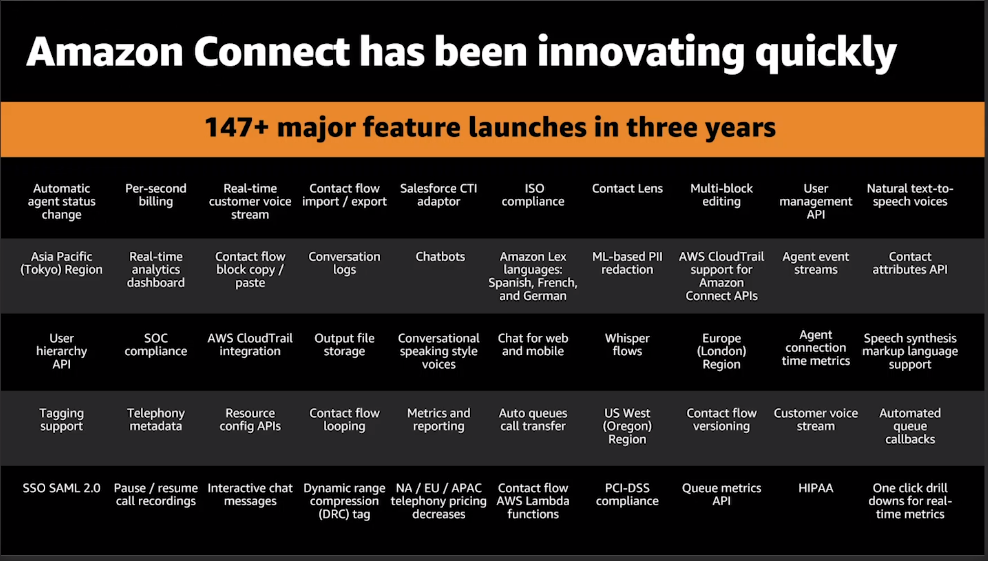 Amazon Connect has been innovating quickly
147+ major feature launches in three years
Automatic
agent status
change
Per-second
billing
Real-time
customer voice
stream
Contact flow
import / export
Salesforce CTI
adaptor
ISO
compliance
Contact Lens
Multi-block
editing
User
management
API
Natural text-to-
speech voices
Asia Pacific
(Tokyo) Region
Real-time
analytics
dashboard
Contact flow
block copy /
paste
Conversation
logs
Chatbots
Amazon Lex
languages:
Spanish, French,
and German
ML-based PII
redaction
AWS CloudTrail
support for
Amazon
Connect APIs
Agent event
streams
Contact
attributes API
User
hierarchy
API
SOC
compliance
AWS CloudTrail
integration
Output file
storage
Conversational
speaking style
voices
Chat for web
and mobile
Whisper
flows
Europe
(London)
Region
Agent
connection
time metrics
Speech synthesis
markup language
support
Tagging
support
Telephony
metadata
Resource
config APIs
Contact flow
looping
Metrics and
reporting
Auto queues
call transfer
US West
(Oregon)
Region
Contact flow
versioning
Customer voice
stream
Automated
queue
callbacks
SSO SAML 2.0
Pause / resume
call recordings
Interactive chat
messages
Dynamic range
compression
(DRC) tag
NA / EU / APAC
telephony pricing
decreases
Contact flow
AWS Lambda
functions
PCI-DSS
compliance
Queue metrics
API
HIPAA
One click drill
downs for real-
time metrics